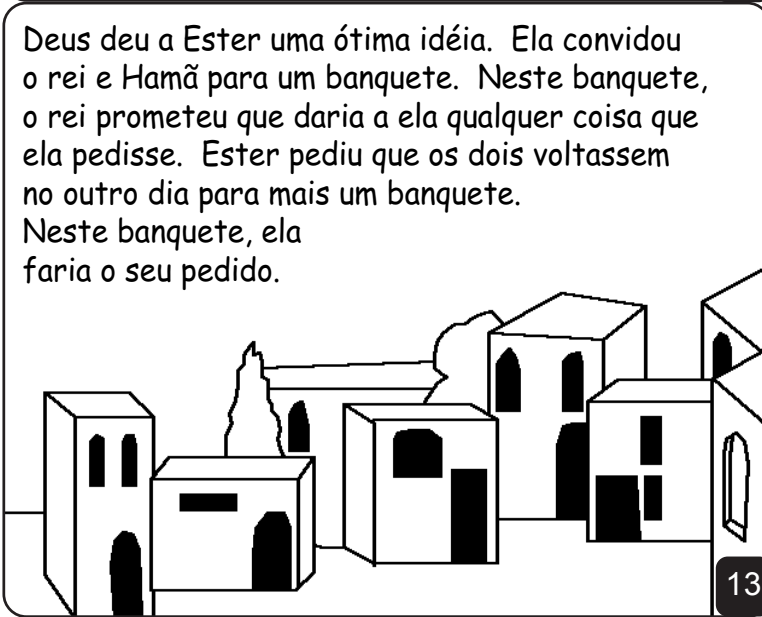 Deus deu a Ester uma ótima idéia.  Ela convidou
o rei e Hamã para um banquete.  Neste banquete,
o rei prometeu que daria a ela qualquer coisa que
ela pedisse.  Ester pediu que os dois voltassem
no outro dia para mais um banquete.
Neste banquete, ela
faria o seu pedido.
13